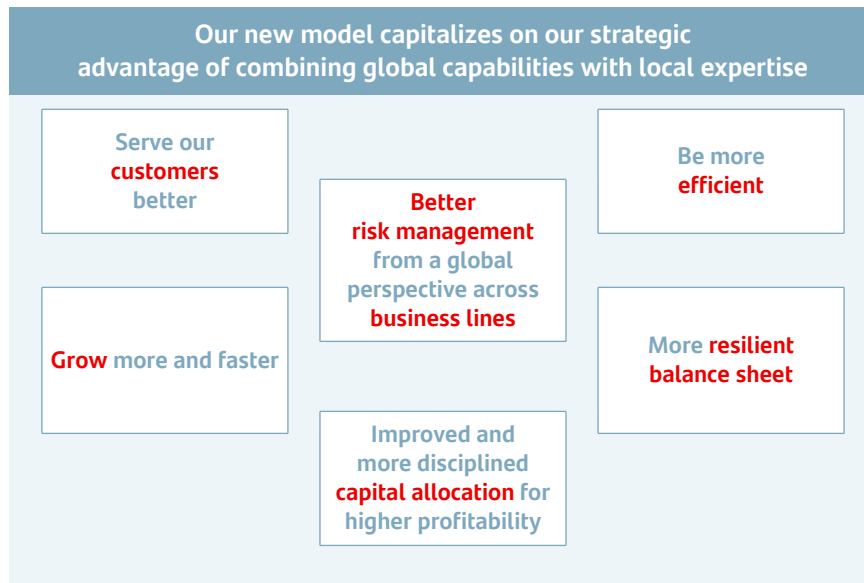 Our new model capitalizes on our strategic
advantage of combining global capabilities with local expertise
Serve our
customers
better
Grow more and faster
Better
risk management
from a global
perspective across
business lines
Improved and
more disciplined
capital allocation for
higher profitability
Be more
efficient
More resilient
balance sheet